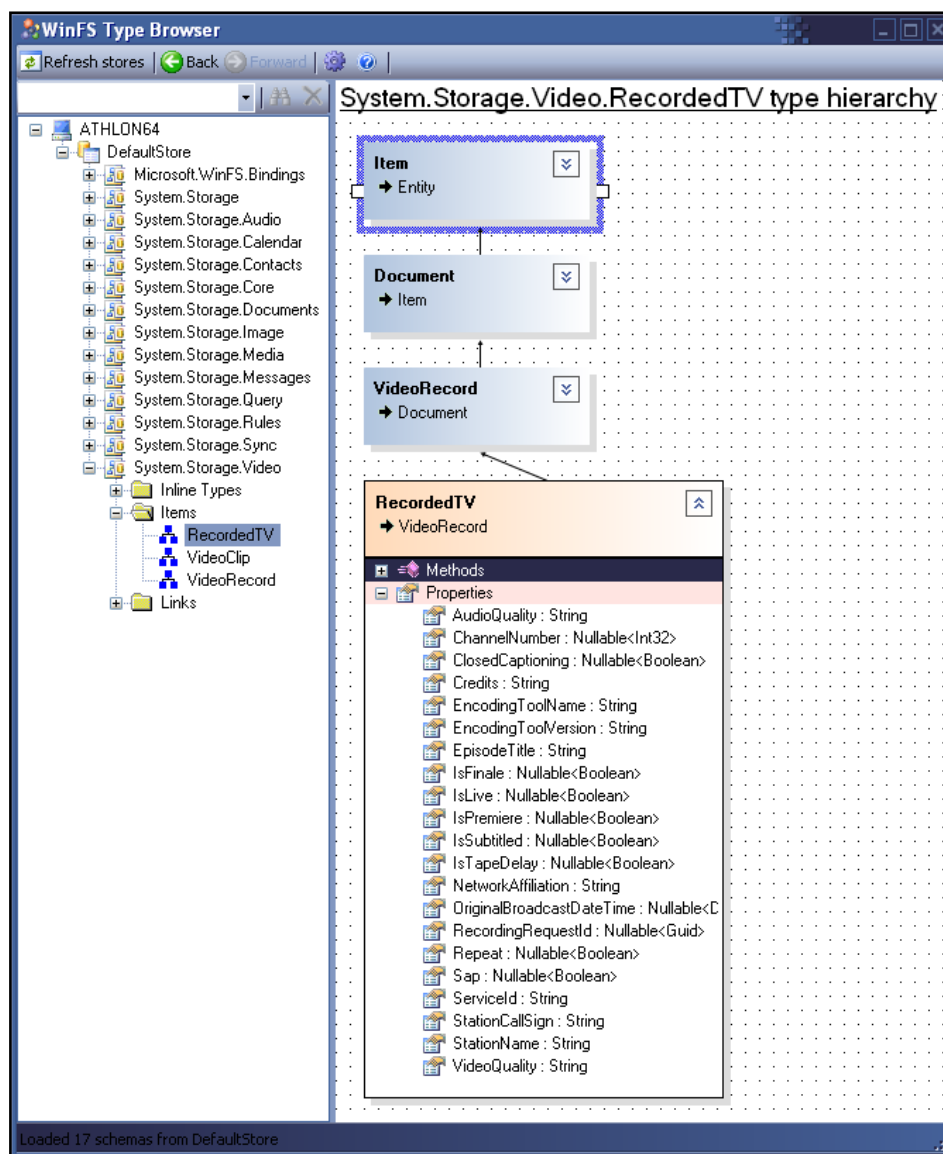 WinFS Type Browser
Refresh stores Back Forward
System.Storage.Video.RecordedTV type hierarchy
ATHLON64
DefaultStore
Microsoft.WinFS.Bindings
System.Storage
System.Storage.Audio
System.Storage.Calendar
System.Storage.Contacts
System.Storage.Core
System.Storage.Documents
System.Storage.Image
System.Storage.Media
System.Storage.Messages
System.Storage.Query
System.Storage.Rules
System.Storage.Sync
System.Storage.Video
Inline Types
Items
RecordedTV
VideoClip
VideoRecord
Links
Item
Entity
Document
Item
VideoRecord
Document
RecordedTV
VideoRecord
Methods
Properties
AudioQuality : String
ChannelNumber : Nullable<Int32>
ClosedCaptioning : Nullable<Boolean>
Credits : String
EncodingToolName : String
EncodingToolVersion : String
EpisodeTitle : String
IsFinale : Nullable<Boolean>
IsLive : Nullable<Boolean>
IsPremiere : Nullable<Boolean>
IsSubtitled : Nullable<Boolean>
IsTapeDelay : Nullable<Boolean>
NetworkAffiliation : String
OriginalBroadcastDateTime : Nullable<D
RecordingRequestId : Nullable<Guid>
Repeat : Nullable<Boolean>
Sap : Nullable<Boolean>
ServiceId : String
StationCallSign : String
StationName : String
VideoQuality : String
Loaded 17 schemas from DefaultStore